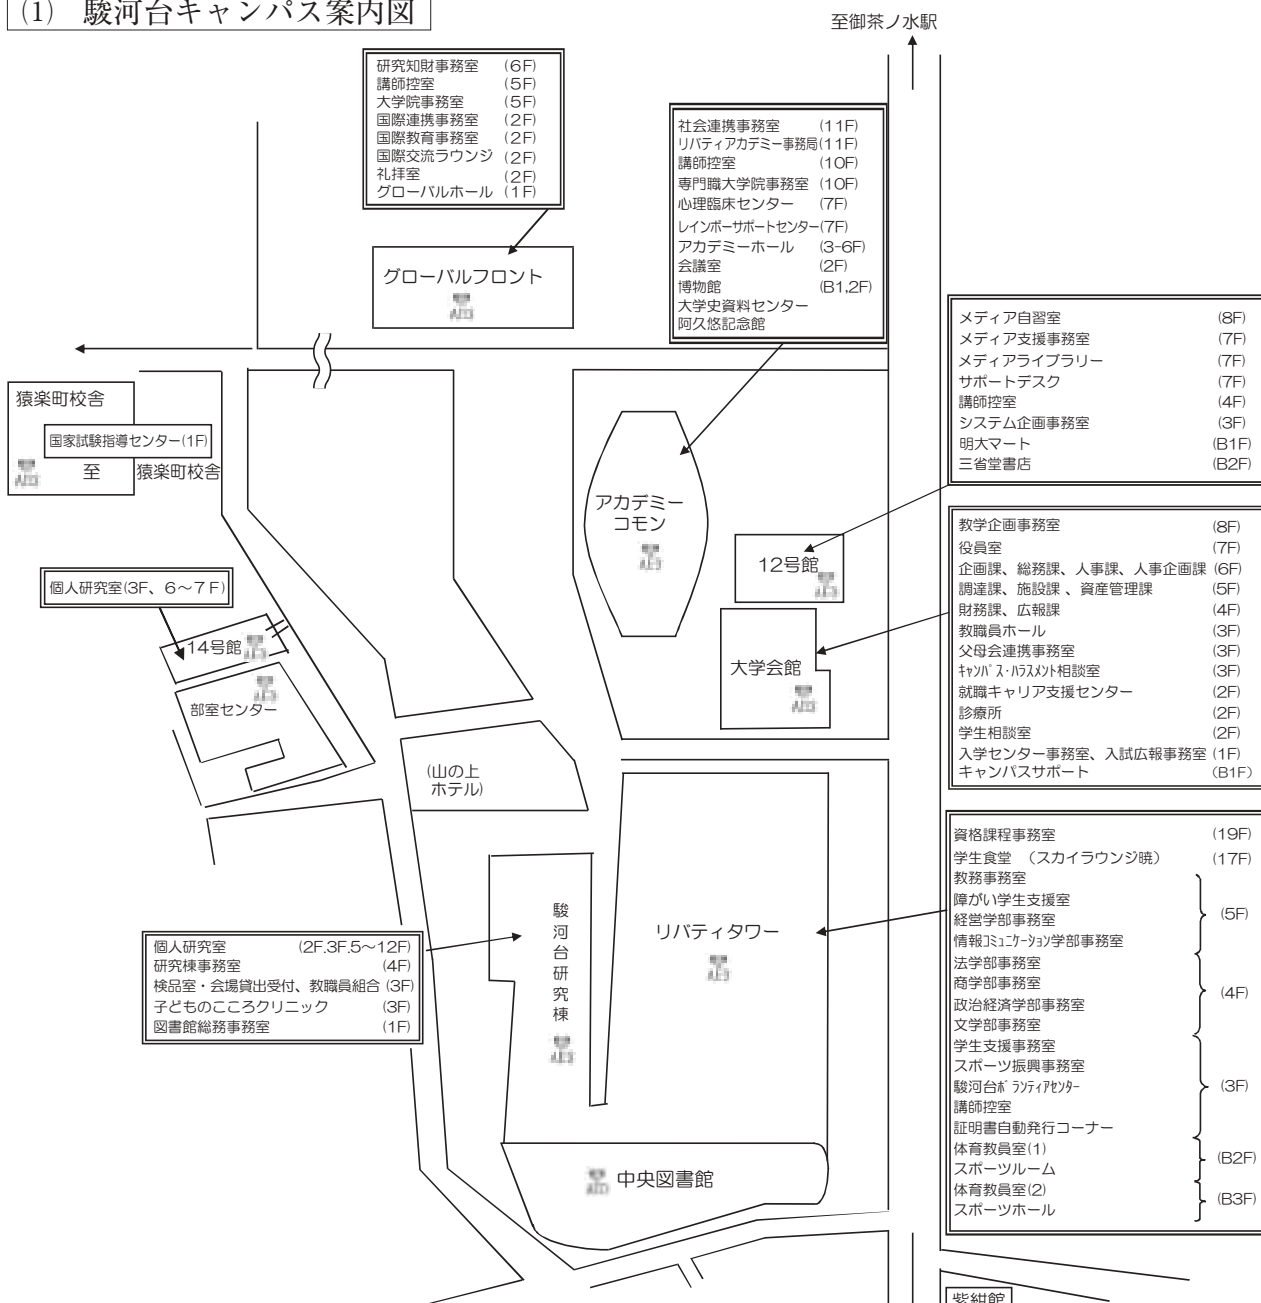 (1) 駿河台キャンパス案内図
至御茶ノ水駅
研究知財事務室 (6F)
講師控室 (5F)
大学院事務室 (5F)
国際連携事務室 (2F)
国際教育事務室 (2F)
国際交流ラウンジ (2F)
礼拝室 (2F)
グローバルホール (1F)
社会連携事務室 (11F)
リバティアカデミー事務局(11F)
講師控室 (10F)
専門職大学院事務室 (10F)
心理臨床センター (7F)
レインボーサポートセンター(7F)
アカデミーホール (3-6F)
会議室 (2F)
博物館 (B1,2F)
大学史資料センター
阿久悠記念館
グローバルフロント
AED
メディア自習室 (8F)
メディア支援事務室 (7F)
メディアライブラリー (7F)
サポートデスク (7F)
講師控室 (4F)
システム企画事務室 (3F)
明大マート (B1F)
三省堂書店 (B2F)
猿楽町校舎
国家試験指導センター(1F)
AED
至 猿楽町校舎
アカデミー
コモン
AED
12号館
AED
教学企画事務室 (8F)
役員室 (7F)
企画課、総務課、人事課、人事企画課 (6F)
調達課、施設課 、資産管理課 (5F)
財務課、広報課 (4F)
教職員ホール (3F)
父母会連携事務室 (3F)
ｷｬﾝﾊﾟｽ･ﾊﾗｽﾒﾝﾄ相談室 (3F)
就職キャリア支援センター (2F)
診療所 (2F)
学生相談室 (2F)
入学センター事務室、入試広報事務室 (1F)
キャンパスサポート (B1F)
個人研究室(3F、6～7F)
14号館
AED
AED
部室センター
大学会館
AED
(山の上
ホテル)
資格課程事務室 (19F)
学生食堂 (スカイラウンジ暁) (17F)
教務事務室
障がい学生支援室
経営学部事務室
情報ｺﾐｭﾆｹｰｼｮﾝ学部事務室
(5F)
法学部事務室
商学部事務室
政治経済学部事務室
文学部事務室
(4F)
学生支援事務室
スポーツ振興事務室
駿河台ﾎﾞﾗﾝﾃｨｱｾﾝﾀｰ
講師控室
証明書自動発行コーナー
(3F)
体育教員室(1)
スポーツルーム
(B2F)
体育教員室(2)
スポーツホール
(B3F)
個人研究室 (2F.3F.5～12F)
研究棟事務室 (4F)
検品室・会場貸出受付、教職員組合 (3F)
子どものこころクリニック (3F)
図書館総務事務室 (1F)
駿河台研究棟
AED
リバティタワー
AED
AED 中央図書館
紫紺館